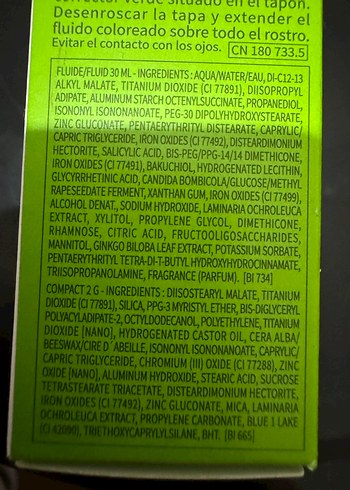 corrector verde situado en el tapón.
Desenroscar la tapa y extender el
fluido coloreado sobre todo el rostro.
Evitar el contacto con los ojos. CN 180 733.5
FLUIDE/FLUID 30 ML - INGREDIENTS : AQUA/WATER/EAU, DI-C12-13
ALKYL MALATE, TITANIUM DIOXIDE (CI 77891), DIISOPROPYL
ADIPATE, ALUMINUM STARCH OCTENYLSUCCINATE, PROPANEDIOL,
ISONONYL ISONONANOATE, PEG-30 DIPOLYHYDROXYSTEARATE,
ZINC GLUCONATE, PENTAERYTHRITYL DISTEARATE, CAPRYLIC/
CAPRIC TRIGLYCERIDE, IRON OXIDES (CI 77492), DISTEARDIMONIUM
HECTORITE, SALICYLIC ACID, BIS-PEG/PPG-14/14 DIMETHICONE,
IRON OXIDES (CI 77491), BAKUCHIOL, HYDROGENATED LECITHIN,
GLYCYRRHETINIC ACID, CANDIDA BOMBICOLA/GLUCOSE/METHYL
RAPESEEDATE FERMENT, XANTHAN GUM, IRON OXIDES (CI 77499),
ALCOHOL DENAT., SODIUM HYDROXIDE, LAMINARIA OCHROLEUCA
EXTRACT, XYLITOL, PROPYLENE GLYCOL, DIMETHICONE,
RHAMNOSE, CITRIC ACID, FRUCTOOLIGOSACCHARIDES,
MANNITOL, GINKGO BILOBA LEAF EXTRACT, POTASSIUM SORBATE,
PENTAERYTHRITYL TETRA-DI-T-BUTYL HYDROXYHYDROCINNAMATE,
TRIISOPROPANOLAMINE, FRAGRANCE (PARFUM). [BI 734]
COMPACT 2 G - INGREDIENTS : DIISOSTEARYL MALATE, TITANIUM
DIOXIDE (CI 77891), SILICA, PPG-3 MYRISTYL ETHER, BIS-DIGLYCERYL
POLYACYLADIPATE-2, OCTYLDODECANOL, POLYETHYLENE, TITANIUM
DIOXIDE [NANO], HYDROGENATED CASTOR OIL, CERA ALBA/
BEESWAX/CIRE D´ABEILLE, ISONONYL ISONONANOATE, CAPRYLIC/
CAPRIC TRIGLYCERIDE, CHROMIUM (III) OXIDE (CI 77288), ZINC
OXIDE [NANO], ALUMINUM HYDROXIDE, STEARIC ACID, SUCROSE
TETRASTEARATE TRIACETATE, DISTEARDIMONIUM HECTORITE,
IRON OXIDES (CI 77492), ZINC GLUCONATE, MICA, LAMINARIA
OCHROLEUCA EXTRACT, PROPYLENE CARBONATE, BLUE 1 LAKE
(CI 42090), TRIETHOXYCAPRYLYLSILANE, BHT. [BI 665]